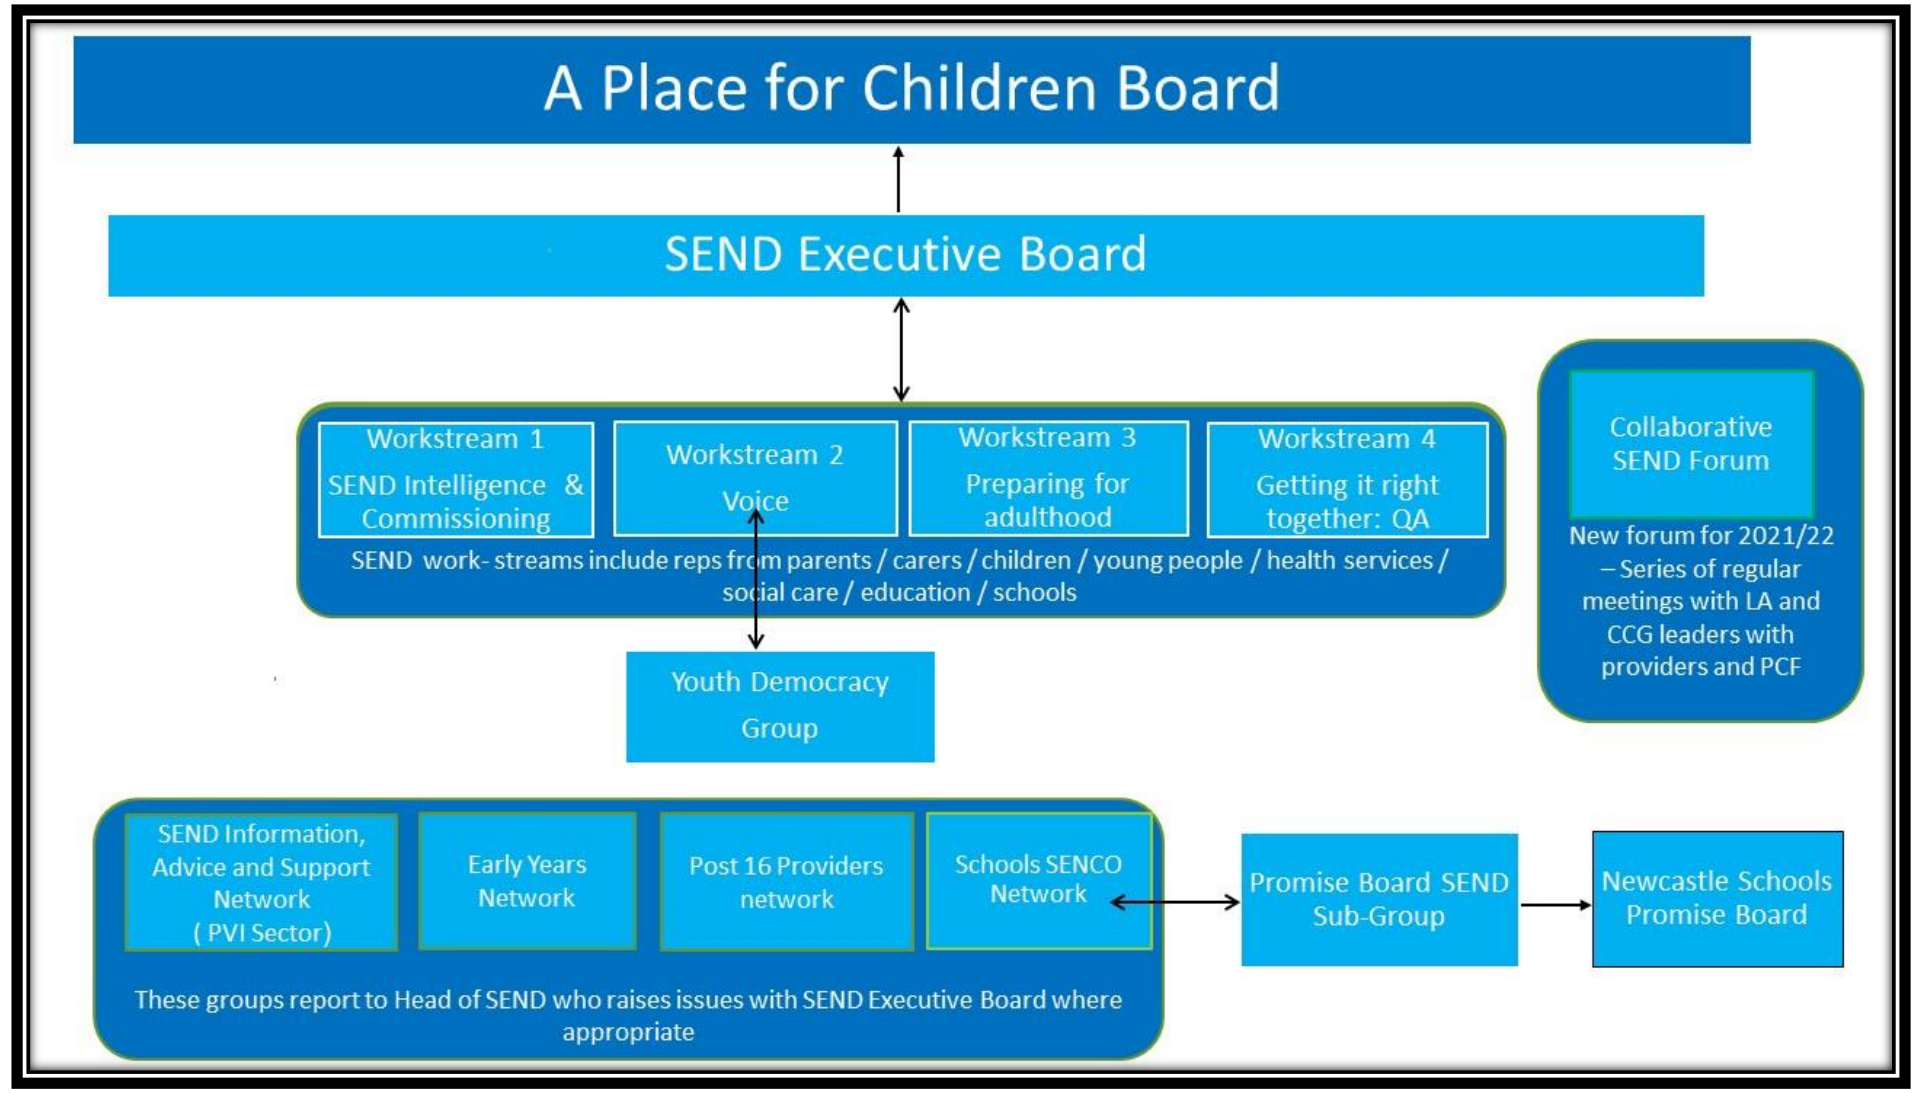 A Place for Children Board
SEND Executive Board
Workstream 1
SEND Intelligence &
Commissioning
Workstream 2
Voice
Workstream 3
Preparing for
adulthood
Workstream 4
Getting it right
together: QA
SEND work- streams include reps from parents / carers / children / young people / health services /
social care / education / schools
Collaborative
SEND Forum
New forum for 2021/22
– Series of regular
meetings with LA and
CCG leaders with
providers and PCF
Youth Democracy
Group
SEND Information,
Advice and Support
Network
( PVI Sector)
Early Years
Network
Post 16 Providers
network
Schools SENCO
Network
Promise Board SEND
Sub-Group
Newcastle Schools
Promise Board
These groups report to Head of SEND who raises issues with SEND Executive Board where
appropriate